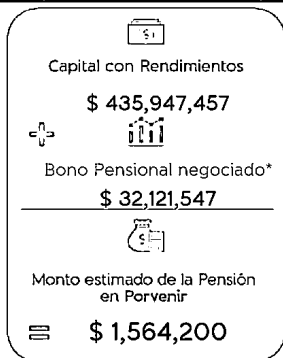 Capital con Rendimientos
$ 435,947,457
Bono Pensional negociado*
$ 32,121,547
Monto estimado de la Pensión
en Porvenir
$ 1,564,200